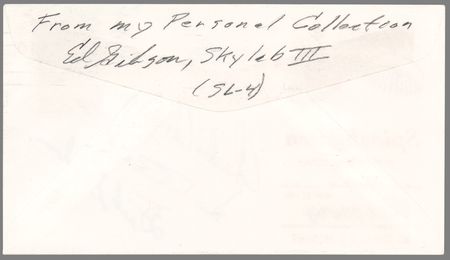 From my Personal Collection
Ed Gibson, Skylab III
(SL-4)